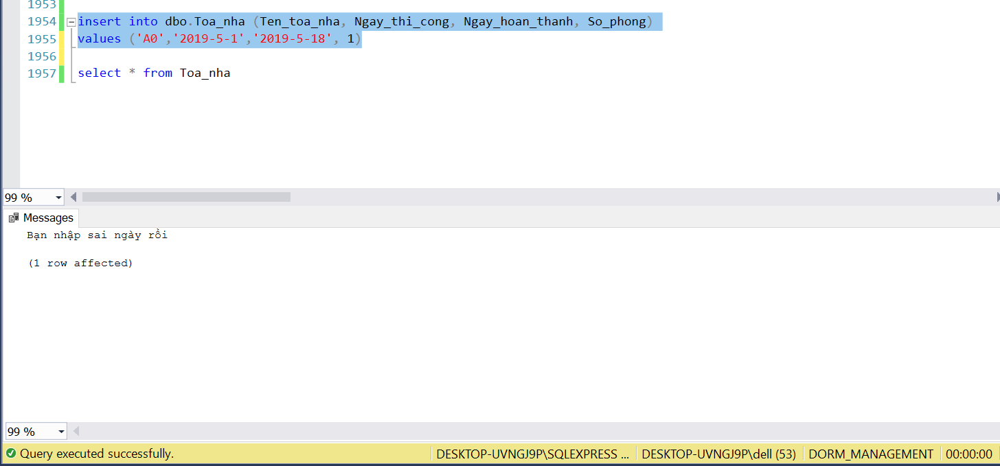 1953
1954 insert into dbo.Toa_nha (Ten_toa_nha, Ngay_thi_cong, Ngay_hoan_thanh, So_phong)
1955 values ('A0','2019-5-1','2019-5-18', 1)
1956
1957 select * from Toa_nha
99 %
Messages
Bạn nhập sai ngày rồi
(1 row affected)
99 %
Query executed successfully. DESKTOP-UVNGJ9P\SQLEXPRESS ... DESKTOP-UVNGJ9P\dell (53) DORM_MANAGEMENT 00:00:00